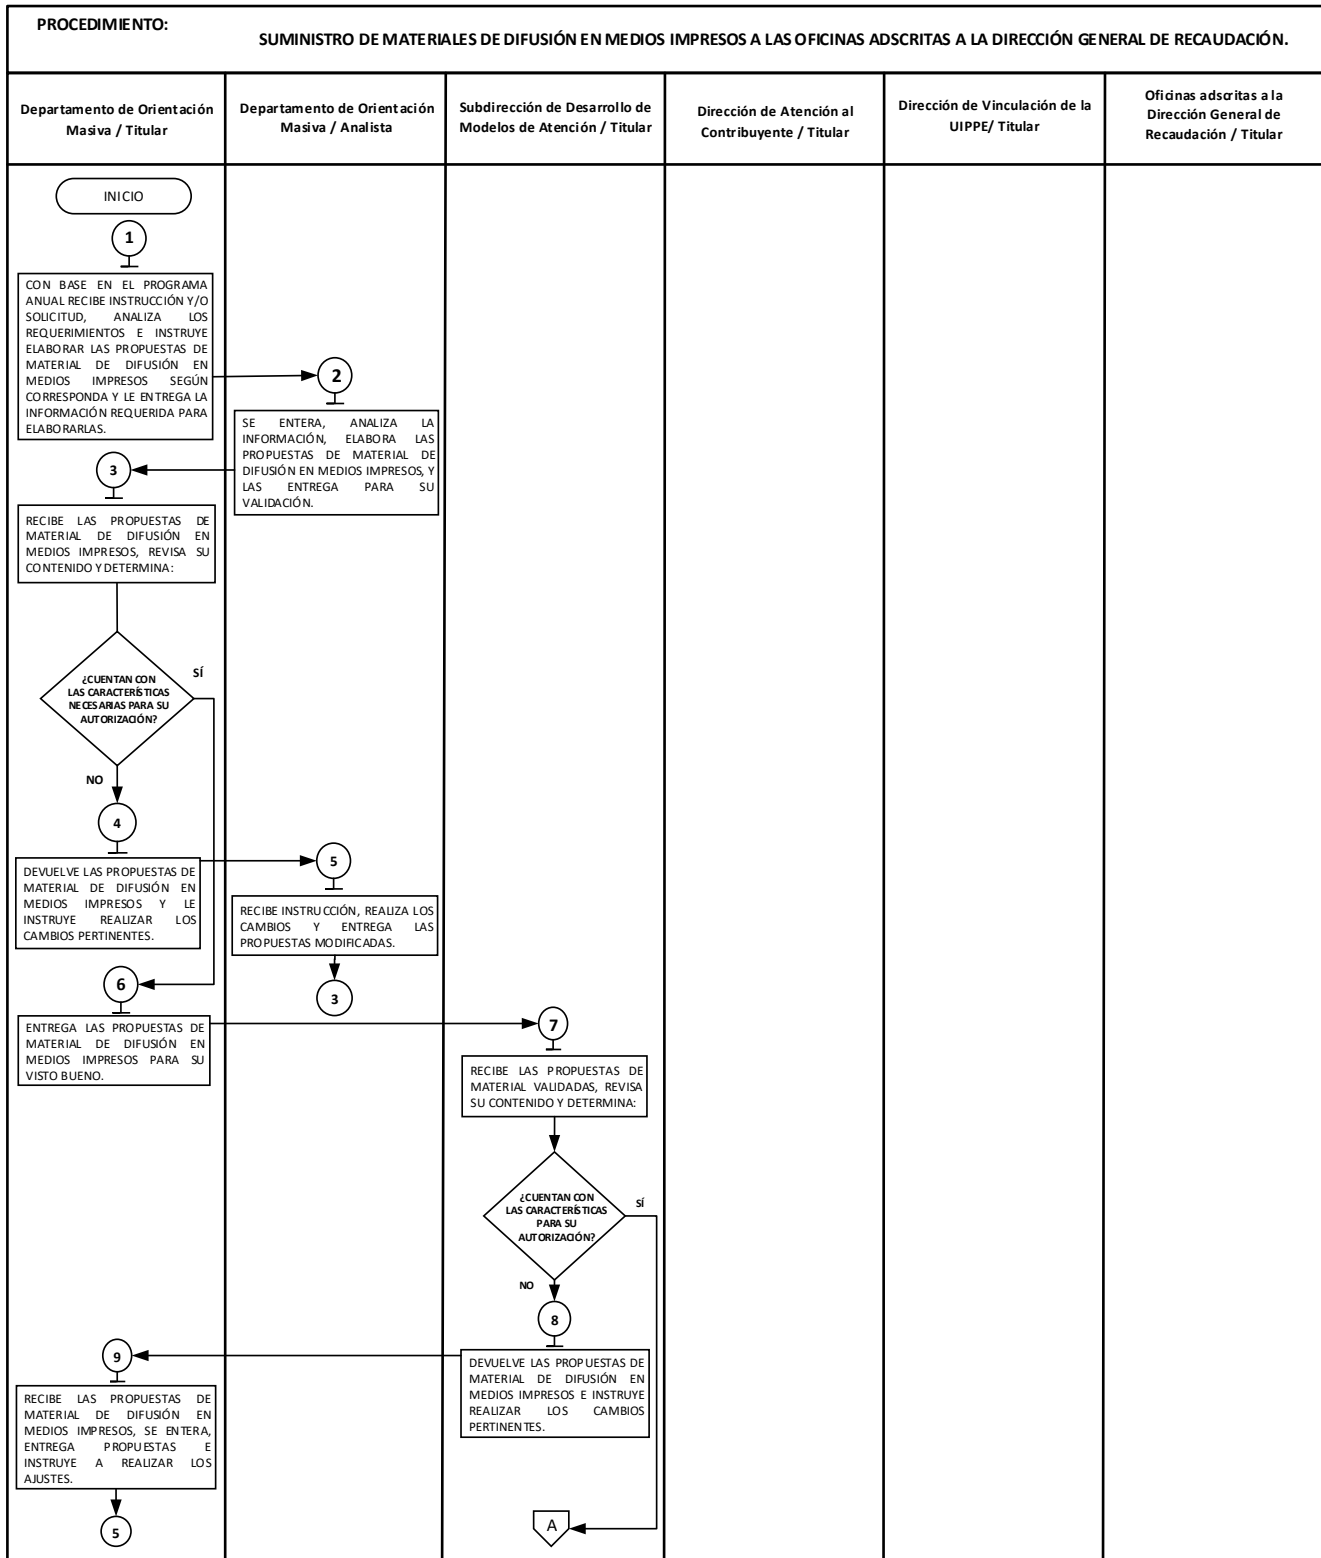 PROCEDIMIENTO:
SUMINISTRO DE MATERIALES DE DIFUSIÓN EN MEDIOS IMPRESOS A LAS OFICINAS ADSCRITAS A LA DIRECCIÓN GENERAL DE RECAUDACIÓN.
Departamento de Orientación
Masiva / Titular
Departamento de Orientación
Masiva / Analista
Subdirección de Desarrollo de
Modelos de Atención / Titular
Dirección de Atención al
Contribuyente / Titular
Dirección de Vinculación de la
UIPPE/ Titular
Oficinas adscritas a la
Dirección General de
Recaudación / Titular
INICIO
1
CON BASE EN EL PROGRAMA
ANUAL RECIBE INSTRUCCIÓN Y/O
SOLICITUD, ANALIZA LOS
REQUERIMIENTOS E INSTRUYE
ELABORAR LAS PROPUESTAS DE
MATERIAL DE DIFUSIÓN EN
MEDIOS IMPRESOS SEGÚN
CORRESPONDA Y LE ENTREGA LA
INFORMACIÓN REQUERIDA PARA
ELABORARLAS.
2
SE ENTERA, ANALIZA LA
INFORMACIÓN, ELABORA LAS
PROPUESTAS DE MATERIAL DE
DIFUSIÓN EN MEDIOS IMPRESOS, Y
LAS ENTREGA PARA SU
VALIDACIÓN.
3
RECIBE LAS PROPUESTAS DE
MATERIAL DE DIFUSIÓN EN
MEDIOS IMPRESOS, REVISA SU
CONTENIDO Y DETERMINA:
¿CUENTAN CON
LAS CARACTERÍSTICAS
NECESARIAS PARA SU
AUTORIZACIÓN?
SÍ
NO
4
DEVUELVE LAS PROPUESTAS DE
MATERIAL DE DIFUSIÓN EN
MEDIOS IMPRESOS Y LE
INSTRUYE REALIZAR LOS
CAMBIOS PERTINENTES.
5
RECIBE INSTRUCCIÓN, REALIZA LOS
CAMBIOS Y ENTREGA LAS
PROPUESTAS MODIFICADAS.
3
6
ENTREGA LAS PROPUESTAS DE
MATERIAL DE DIFUSIÓN EN
MEDIOS IMPRESOS PARA SU
VISTO BUENO.
7
RECIBE LAS PROPUESTAS DE
MATERIAL VALIDADAS, REVISA
SU CONTENIDO Y DETERMINA:
¿CUENTAN CON
LAS CARACTERÍSTICAS
PARA SU
AUTORIZACIÓN?
SÍ
NO
8
DEVUELVE LAS PROPUESTAS DE
MATERIAL DE DIFUSIÓN EN
MEDIOS IMPRESOS E INSTRUYE
REALIZAR LOS CAMBIOS
PERTINENTES.
9
RECIBE LAS PROPUESTAS DE
MATERIAL DE DIFUSIÓN EN
MEDIOS IMPRESOS, SE ENTERA,
ENTREGA PROPUESTAS E
INSTRUYE A REALIZAR LOS
AJUSTES.
5
A